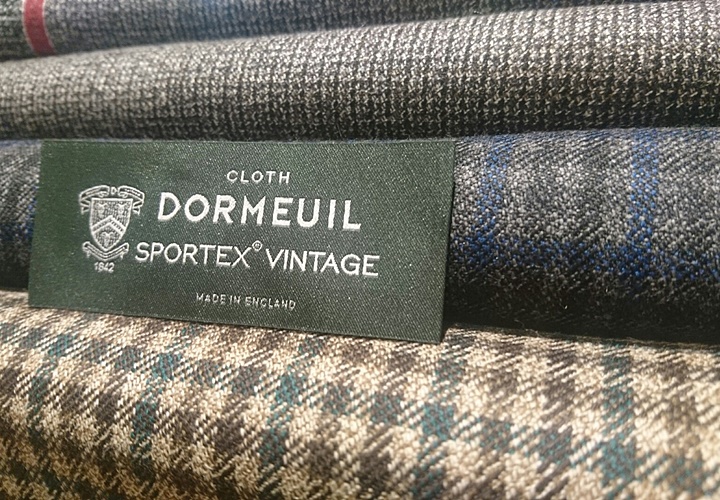 CLOTH
DORMEUIL
SPORTEX® VINTAGE
1842
MADE IN ENGLAND